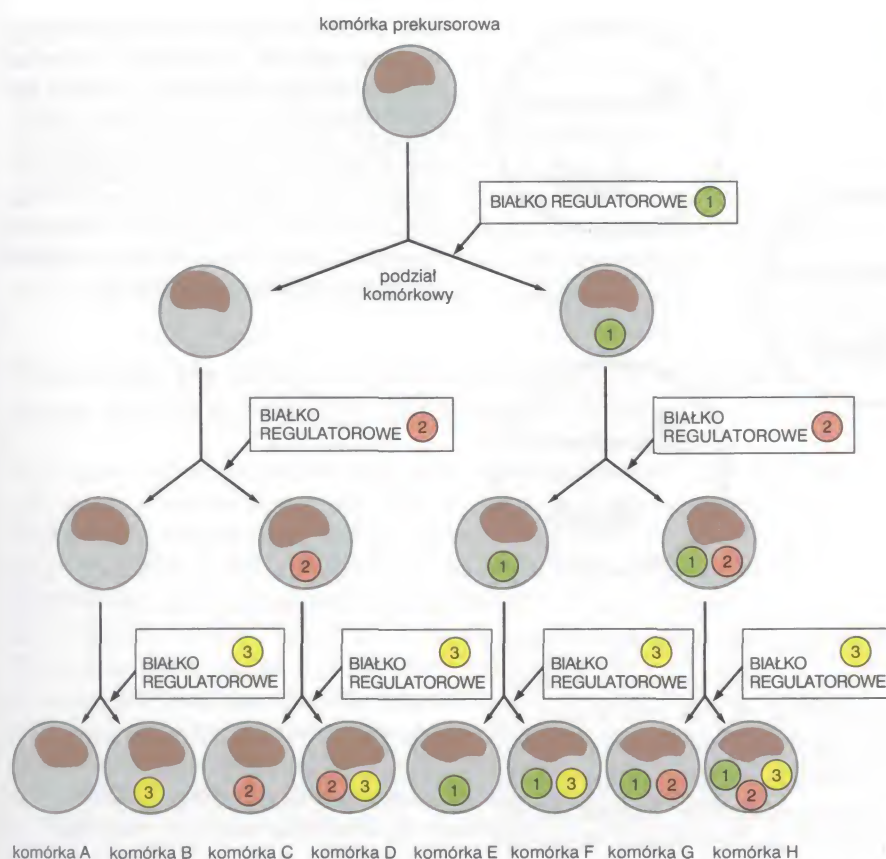 komórka prekursorowa
BIAŁKO REGULATOROWE 1
podział
komórkowy
1
BIAŁKO
REGULATOROWE 2
BIAŁKO
REGULATOROWE 2
2
1
1 2
BIAŁKO 3
REGULATOROWE
BIAŁKO 3
REGULATOROWE
BIAŁKO 3
REGULATOROWE
BIAŁKO 3
REGULATOROWE
3
2
2 3
1
1 3
1 2
1 2 3
komórka A komórka B komórka C komórka D komórka E komórka F komórka G komórka H